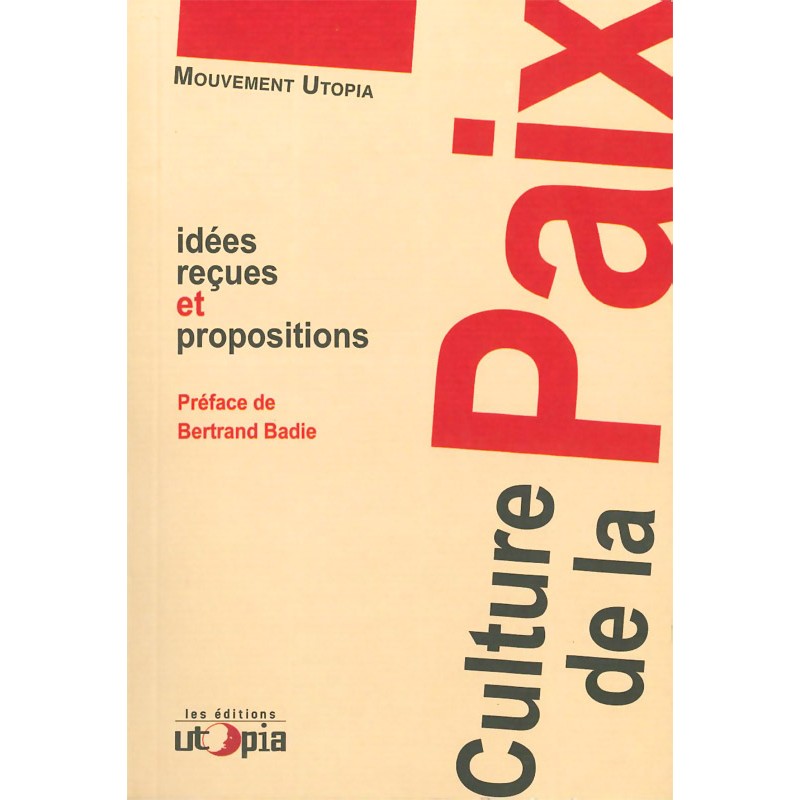 MOUVEMENT UTOPIA
idées
reçues
et
propositions
Préface de
Bertrand Badie
Culture
de la
Paix
les éditions
utopia